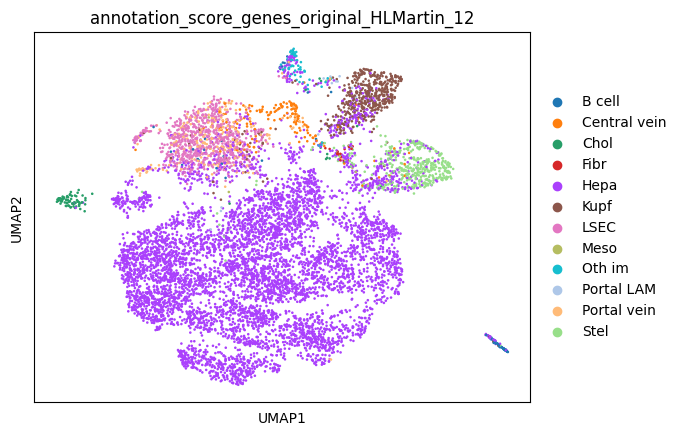 annotation_score_genes_original_HLMartin_12
UMAP2
UMAP1
B cell
Central vein
Chol
Fibr
Hepa
Kupf
LSEC
Meso
Oth im
Portal LAM
Portal vein
Stel